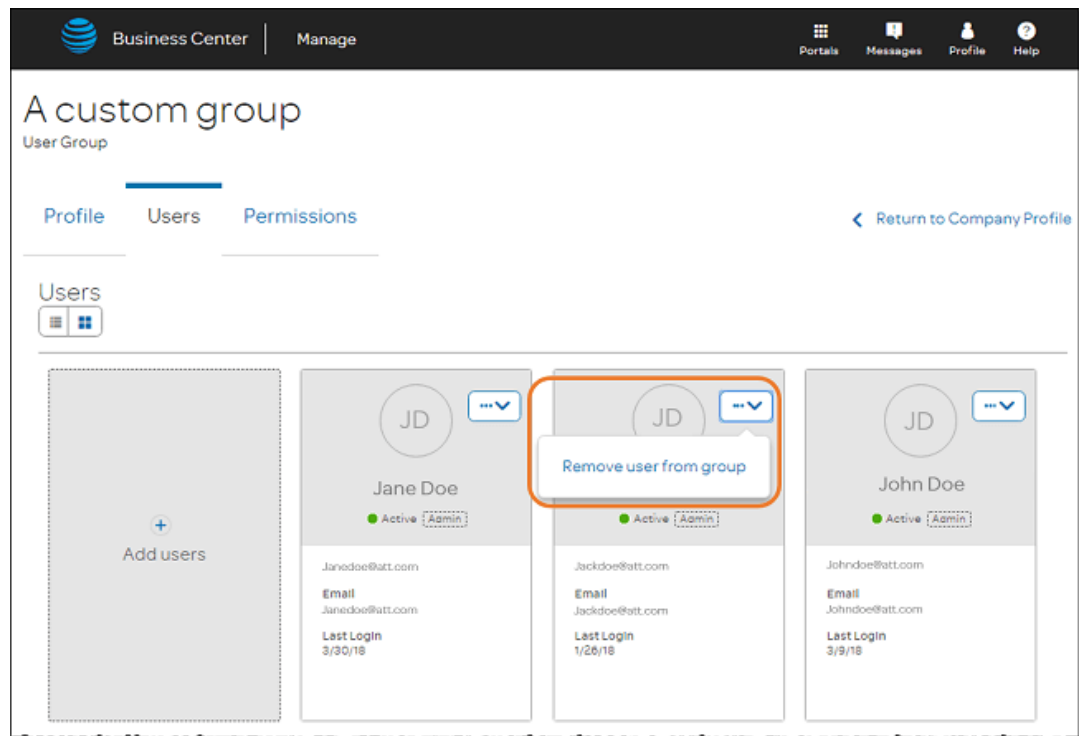 Business Center Manage
Portals Messages Profile Help
A custom group
User Group
Profile Users Permissions
Return to Company Profile
Users
Add users
JD
Jane Doe
Active Admin
Janedoe@att.com
Email
Janedoe@att.com
Last Login
3/30/18
JD
Remove user from group
Active Admin
Jackdoe@att.com
Email
Jackdoe@att.com
Last Login
1/26/18
JD
John Doe
Active Admin
Johndoe@att.com
Email
Johndoe@att.com
Last Login
3/9/18